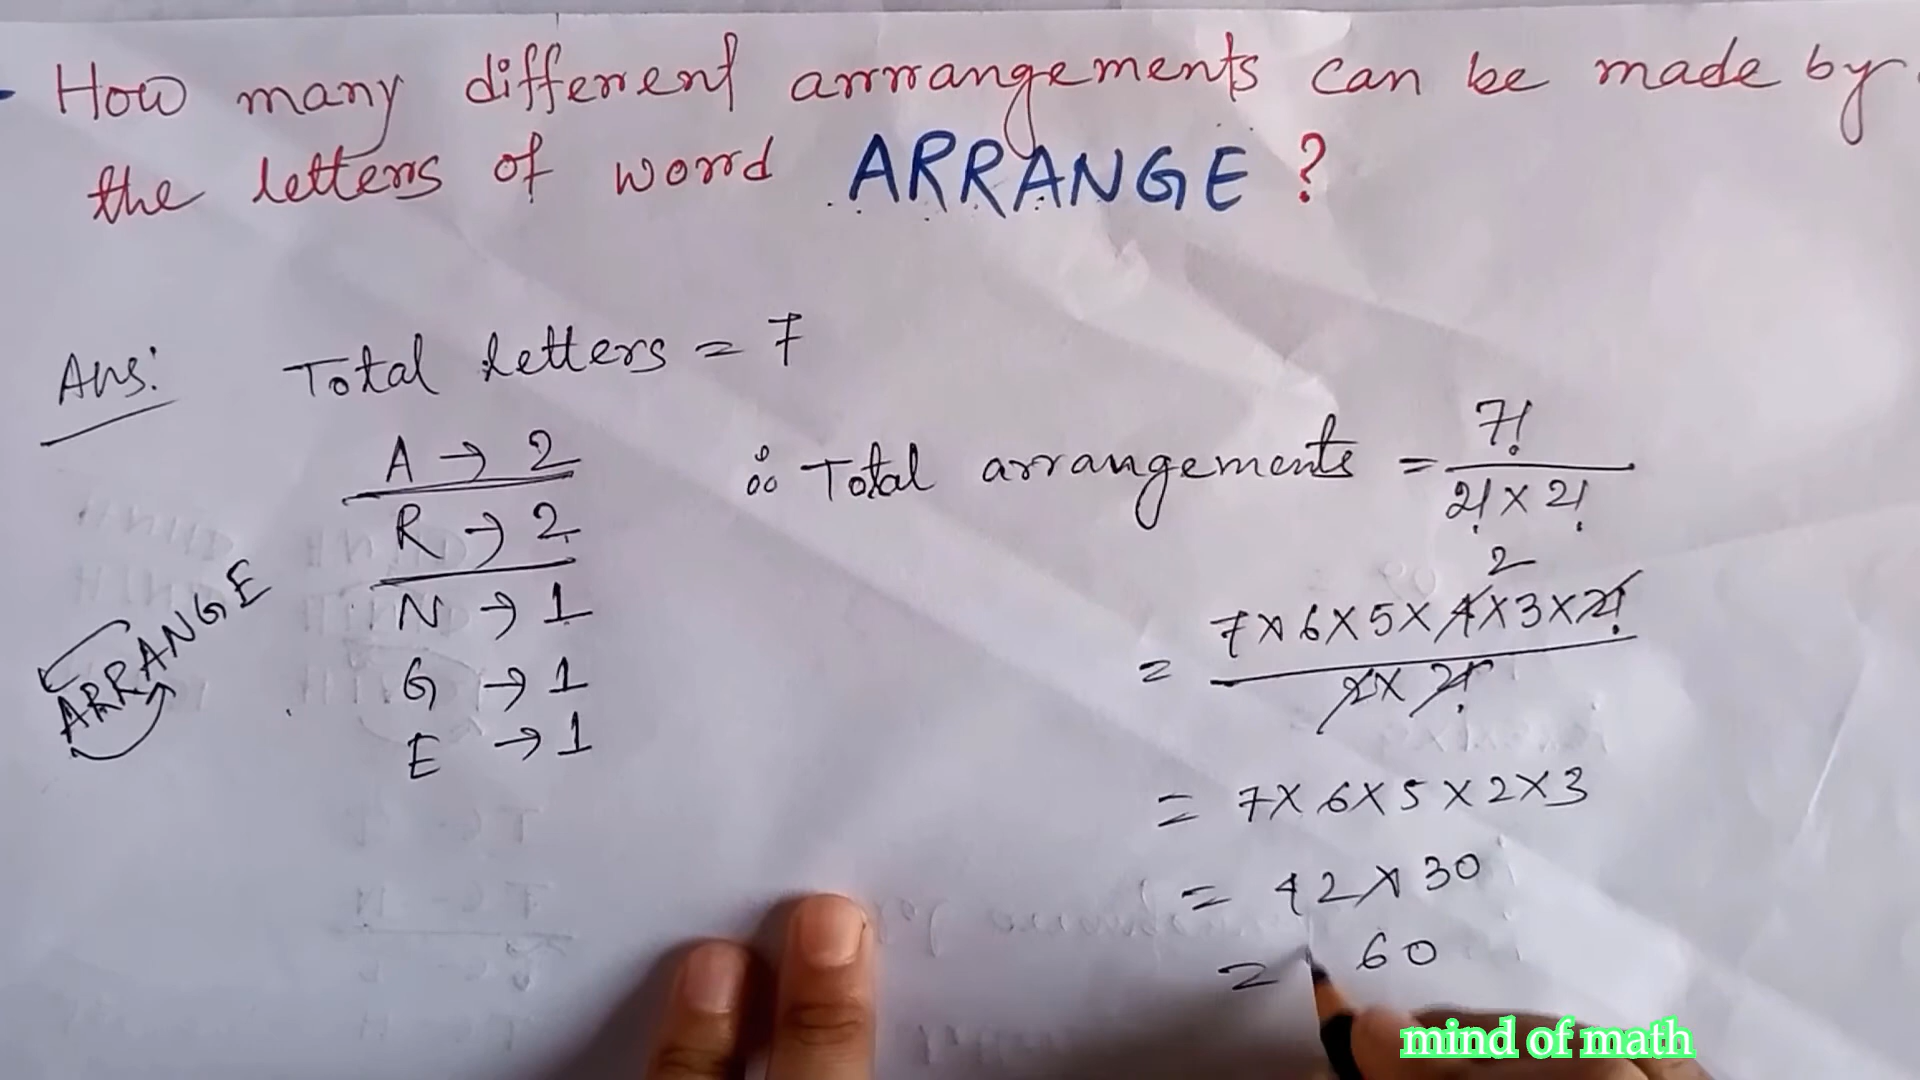 How many different arrangements can be made by
the letters of word ARRANGE ?
Ans: Total letters = 7
A → 2
R → 2
N → 1
G → 1
E → 1
ARRANGE
∴ Total arrangements = 7! / 2! × 2!
2
= 7 × 6 × 5 × 4 × 3 × 2! / 2 × 2!
= 7 × 6 × 5 × 2 × 3
= 42 × 30
= 60
mind of math